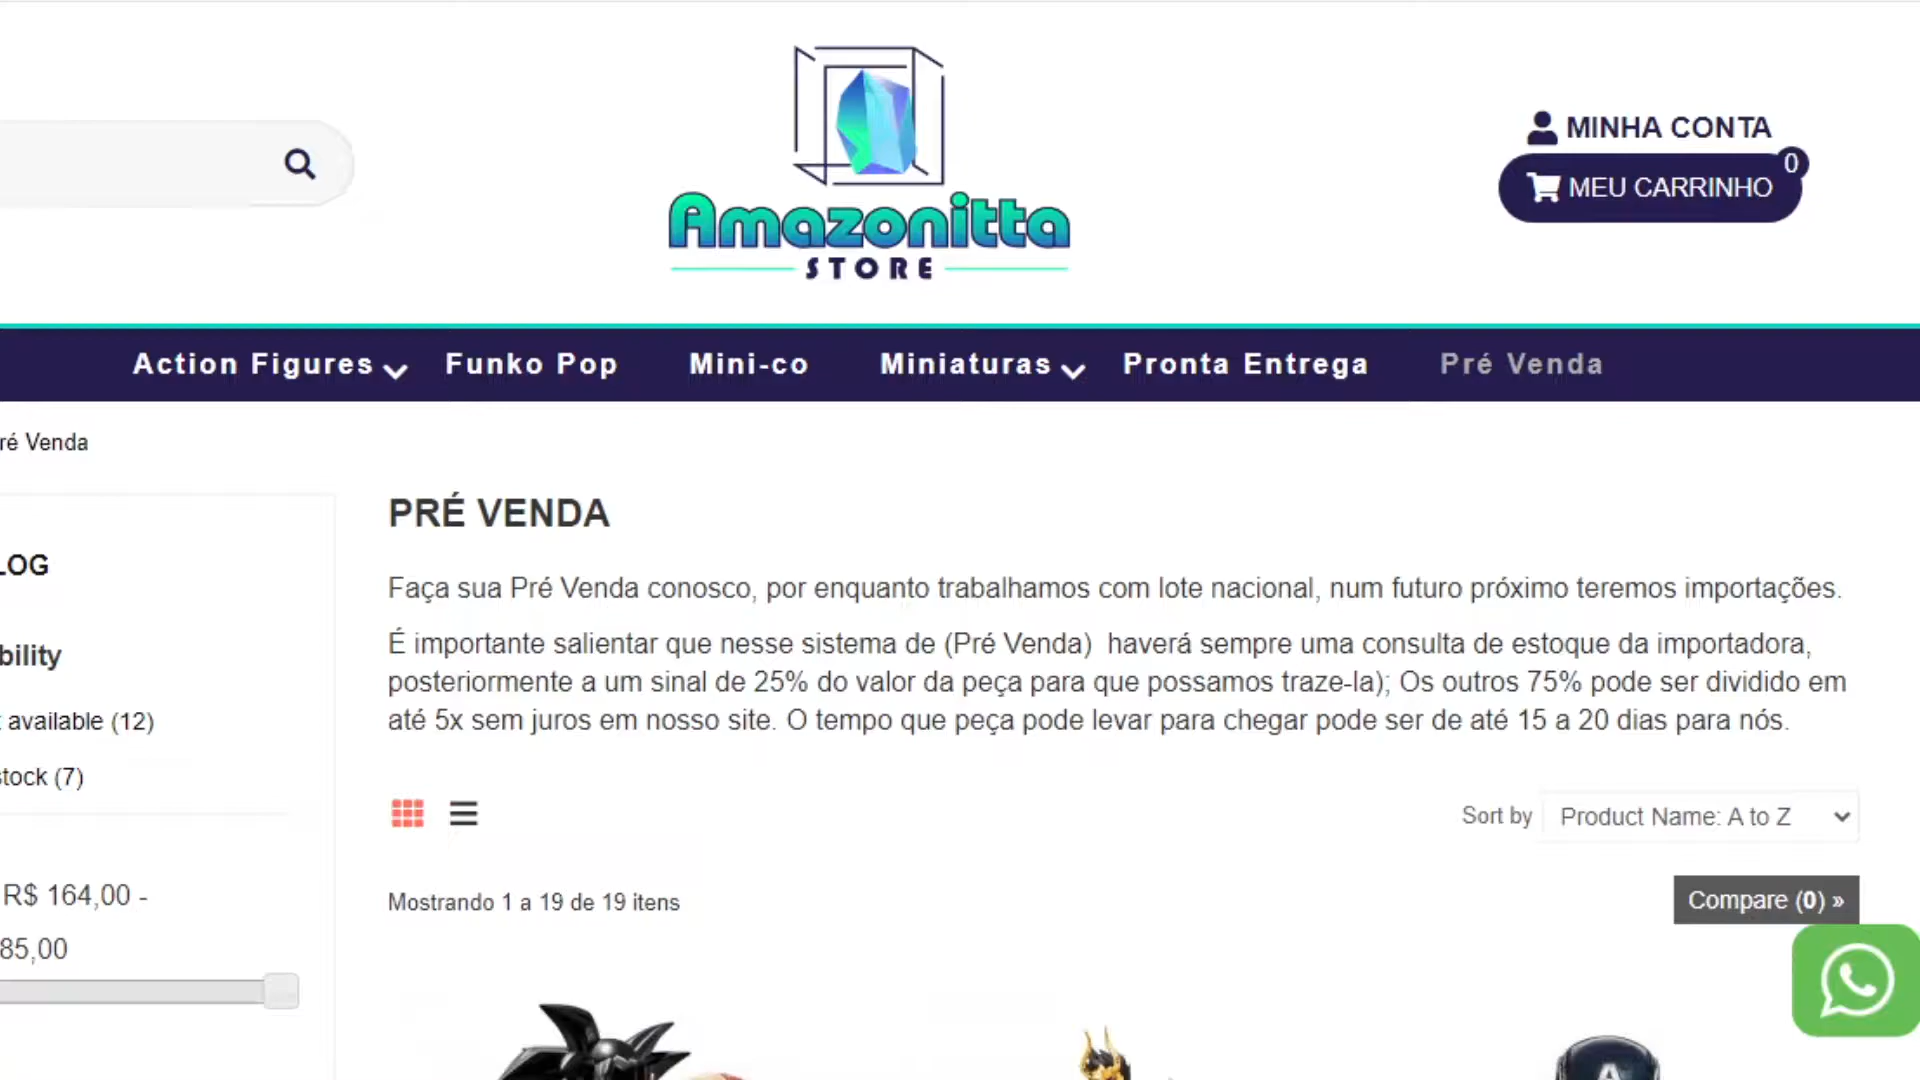 Amazonitta
STORE
MINHA CONTA
0
MEU CARRINHO
Action Figures
Funko Pop
Mini-co
Miniaturas
Pronta Entrega
Pré Venda
ré Venda
LOG
bility
available (12)
stock (7)
R$ 164,00 -
85,00
PRÉ VENDA
Faça sua Pré Venda conosco, por enquanto trabalhamos com lote nacional, num futuro próximo teremos importações.
É importante salientar que nesse sistema de (Pré Venda)  haverá sempre uma consulta de estoque da importadora,
posteriormente a um sinal de 25% do valor da peça para que possamos traze-la); Os outros 75% pode ser dividido em
até 5x sem juros em nosso site. O tempo que peça pode levar para chegar pode ser de até 15 a 20 dias para nós.
Sort by
Product Name: A to Z
Mostrando 1 a 19 de 19 itens
Compare (0) »
A